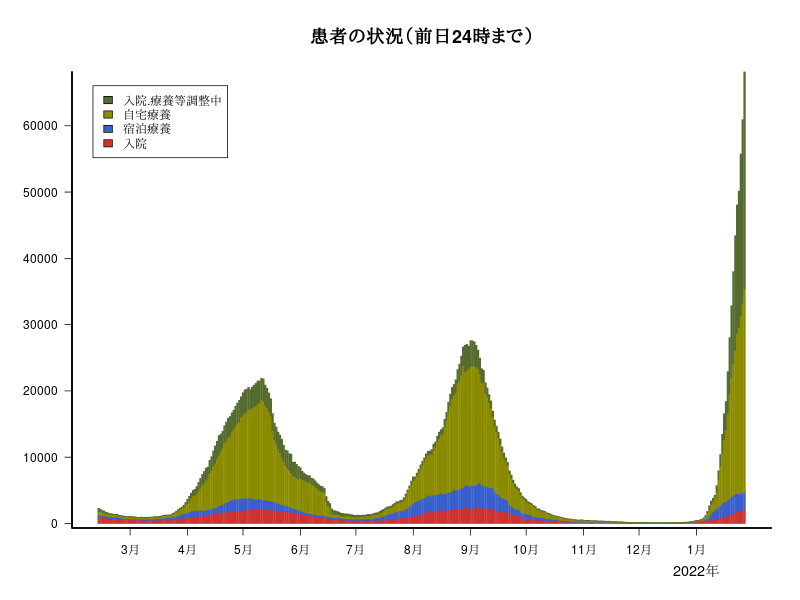 患者の状況（前日24時まで）
入院.療養等調整中
自宅療養
宿泊療養
入院
60000
50000
40000
30000
20000
10000
0
3月 4月 5月 6月 7月 8月 9月 10月 11月 12月 1月
2022年